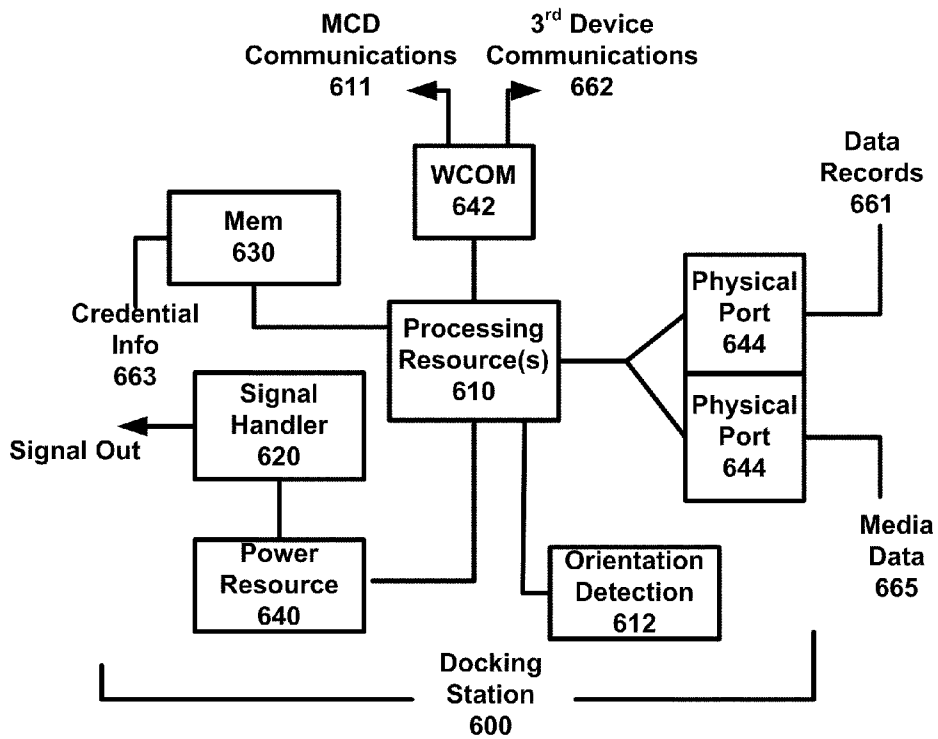 MCD
Communications
611
3rd Device
Communications
662
Data
Records
661
WCOM
642
Mem
630
Physical
Port
644
Credential
Info
663
Processing
Resource(s)
610
Signal
Handler
620
Physical
Port
644
Signal Out
Media
Data
665
Power
Resource
640
Orientation
Detection
612
Docking
Station
600